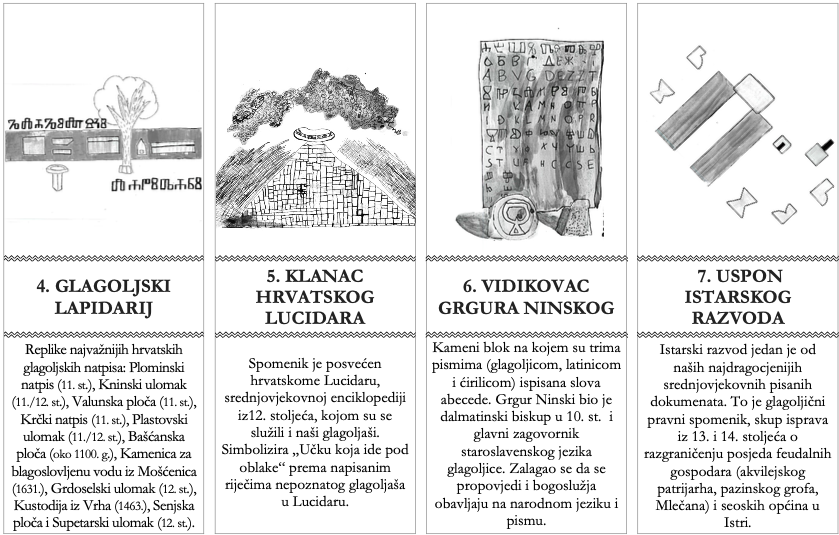 4. GLAGOLJSKI
LAPIDARIJ
Replike najvažnijih hrvatskih
glagoljskih natpisa: Plominski
natpis (11. st.), Kninski ulomak
(11./12. st.), Valunska ploča (11. st.),
Krčki natpis (11. st.), Plastovski
ulomak (11./12. st.), Bašćanska
ploča (oko 1100. g.), Kamenica za
blagoslovljenu vodu iz Mošćenica
(1631.), Grdoselski ulomak (12. st.),
Kustodija iz Vrha (1463.), Senjska
ploča i Supetarski ulomak (12. st.).
5. KLANAC
HRVATSKOG
LUCIDARA
Spomenik je posvećen
hrvatskome Lucidaru,
srednjovjekovnoj enciklopediji
iz12. stoljeća, kojom su se
služili i naši glagoljaši.
Simbolizira „Učku koja ide pod
oblake“ prema napisanim
riječima nepoznatog glagoljaša
u Lucidaru.
6. VIDIKOVAC
GRGURA NINSKOG
Kameni blok na kojem su trima
pismima (glagoljicom, latinicom
i ćirilicom) ispisana slova
abecede. Grgur Ninski bio je
dalmatinski biskup u 10. st. i
glavni zagovornik
staroslavenskog jezika
glagoljice. Zalagao se da se
propovjedi i bogoslužja
obavljaju na narodnom jeziku i
pismu.
7. USPON
ISTARSKOG
RAZVODA
Istarski razvod jedan je od
naših najdragocjenijih
srednjovjekovnih pisanih
dokumenata. To je glagoljični
pravni spomenik, skup isprava
iz 13. i 14. stoljeća o
razgraničenju posjeda feudalnih
gospodara (akvilejskog
patrijarha, pazinskog grofa,
Mlečana) i seoskih općina u
Istri.